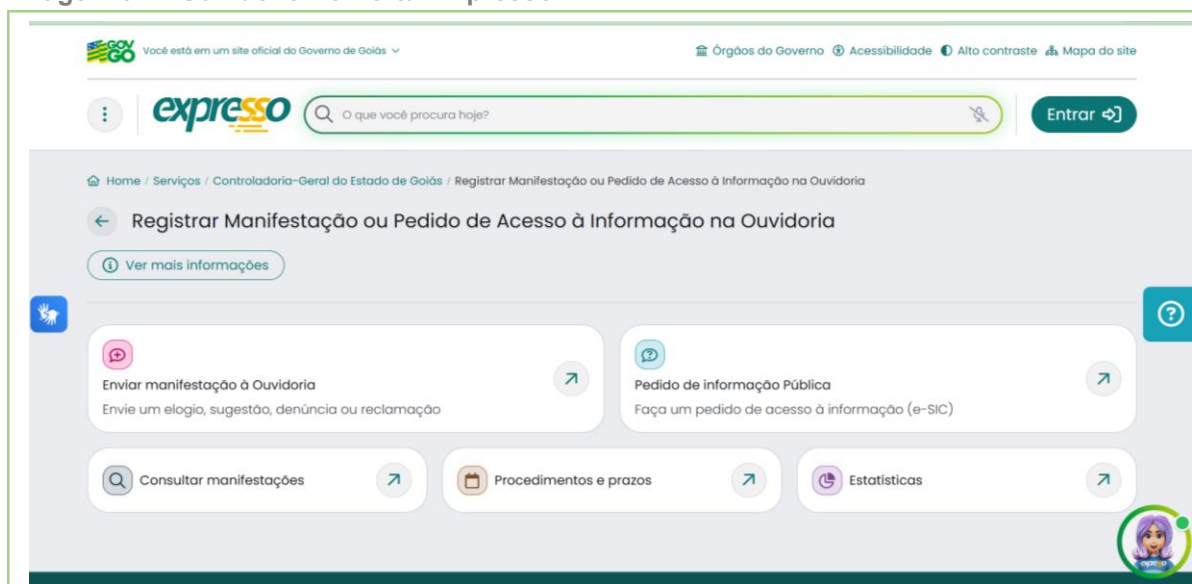 GOV
GO
Você está em um site oficial do Governo de Goiás
Órgãos do Governo
Acessibilidade
Alto contraste
Mapa do site
expresso
O que você procura hoje?
Entrar
Home / Serviços / Controladoria-Geral do Estado de Goiás / Registrar Manifestação ou Pedido de Acesso à Informação na Ouvidoria
Registrar Manifestação ou Pedido de Acesso à Informação na Ouvidoria
Ver mais informações
Enviar manifestação à Ouvidoria
Envie um elogio, sugestão, denúncia ou reclamação
Pedido de informação Pública
Faça um pedido de acesso à informação (e-SIC)
Consultar manifestações
Procedimentos e prazos
Estatísticas